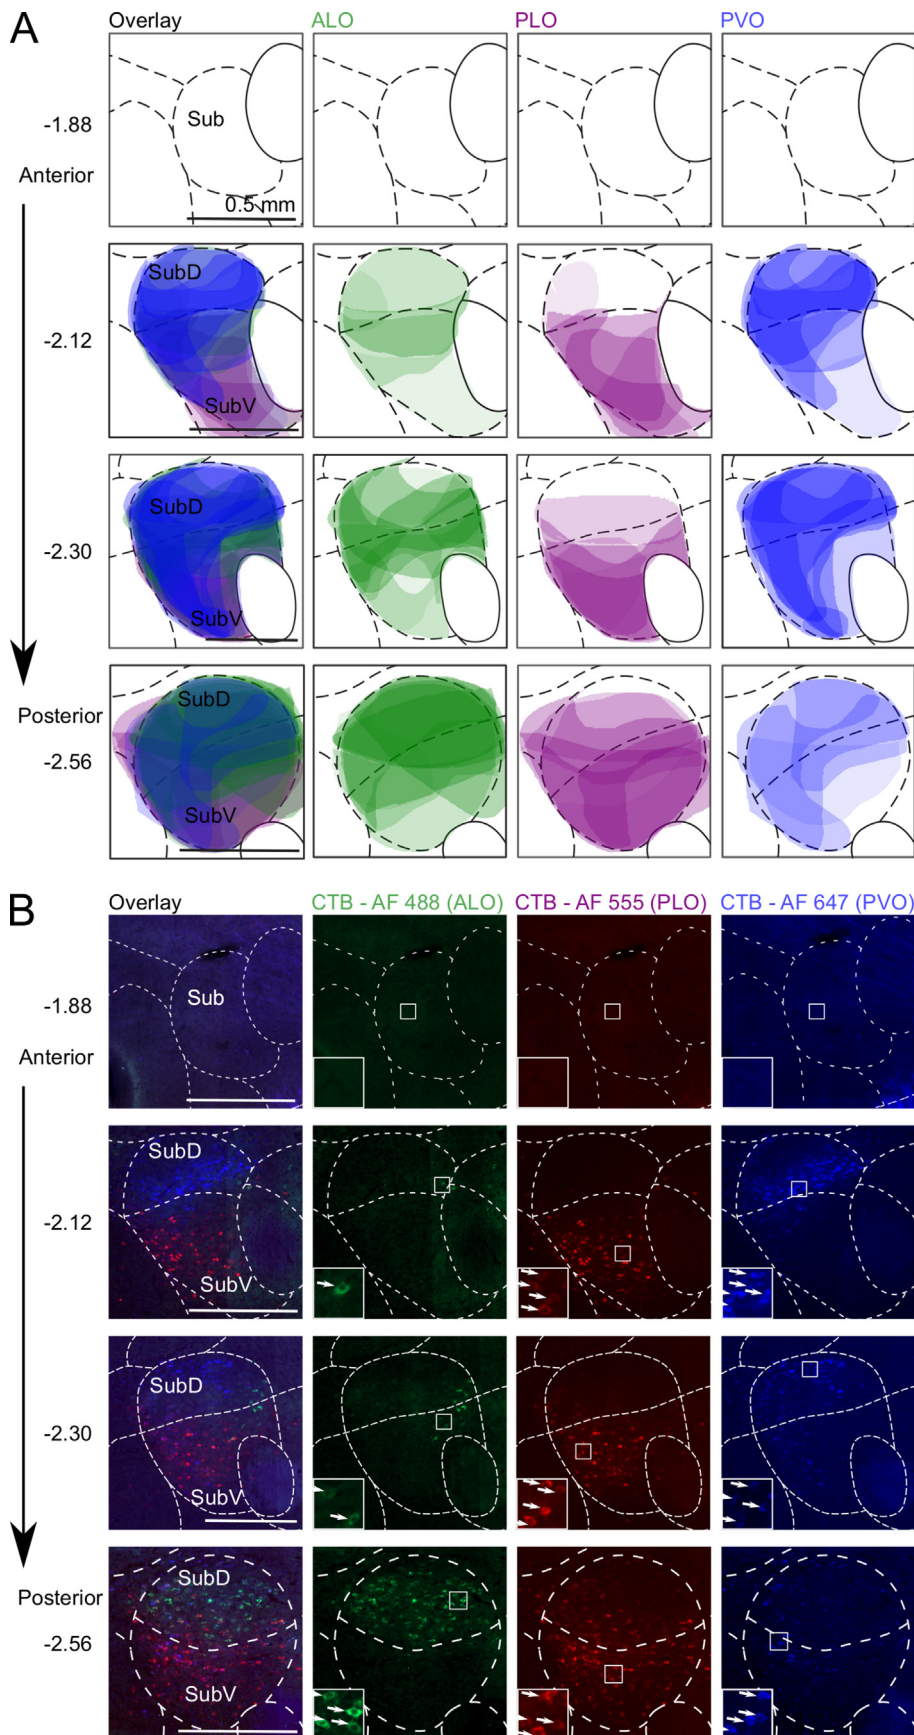 A
Overlay ALO PLO PVO
-1.88
Anterior
Sub
0.5 mm
-2.12
SubD
SubV
-2.30
SubD
SubV
Posterior
-2.56
SubD
SubV
B
Overlay CTB - AF 488 (ALO) CTB - AF 555 (PLO) CTB - AF 647 (PVO)
-1.88
Anterior
Sub
-2.12
SubD
SubV
-2.30
SubD
SubV
Posterior
-2.56
SubD
SubV